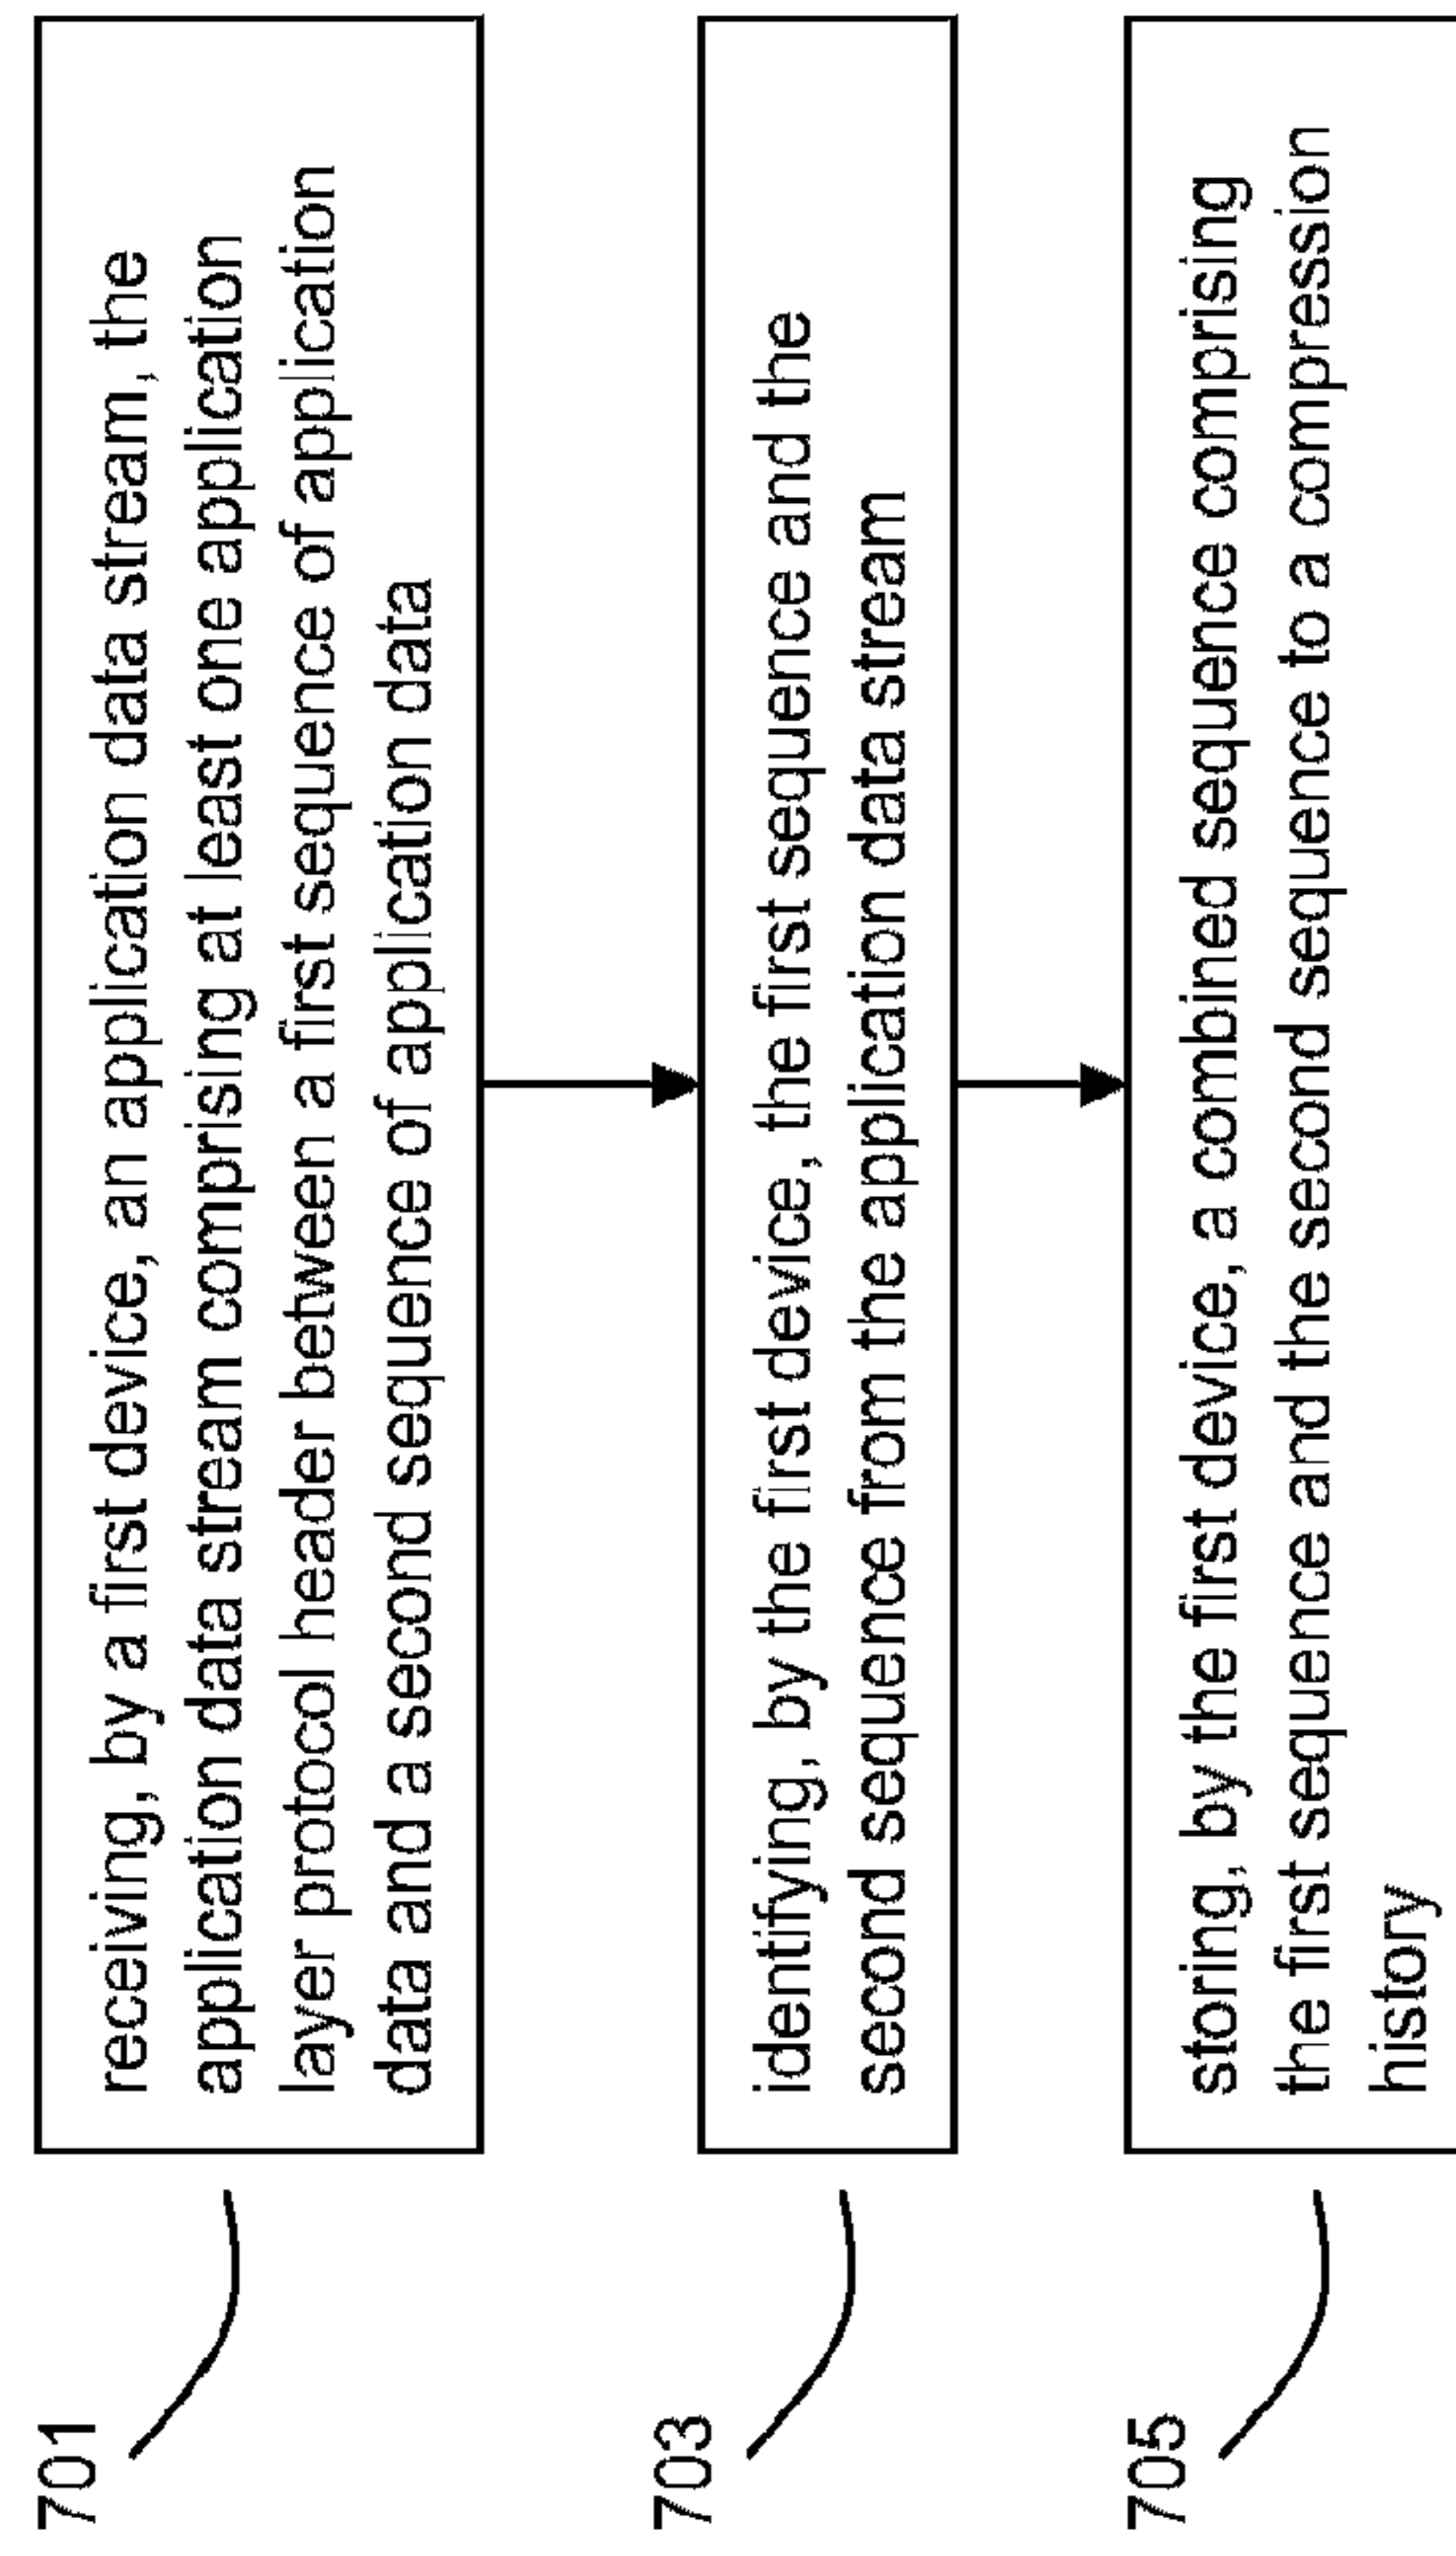 701
receiving, by a first device, an application data stream, the
application data stream comprising at least one application
layer protocol header between a first sequence of application
data and a second sequence of application data
703
identifying, by the first device, the first sequence and the
second sequence from the application data stream
705
storing, by the first device, a combined sequence comprising
the first sequence and the second sequence to a compression
history